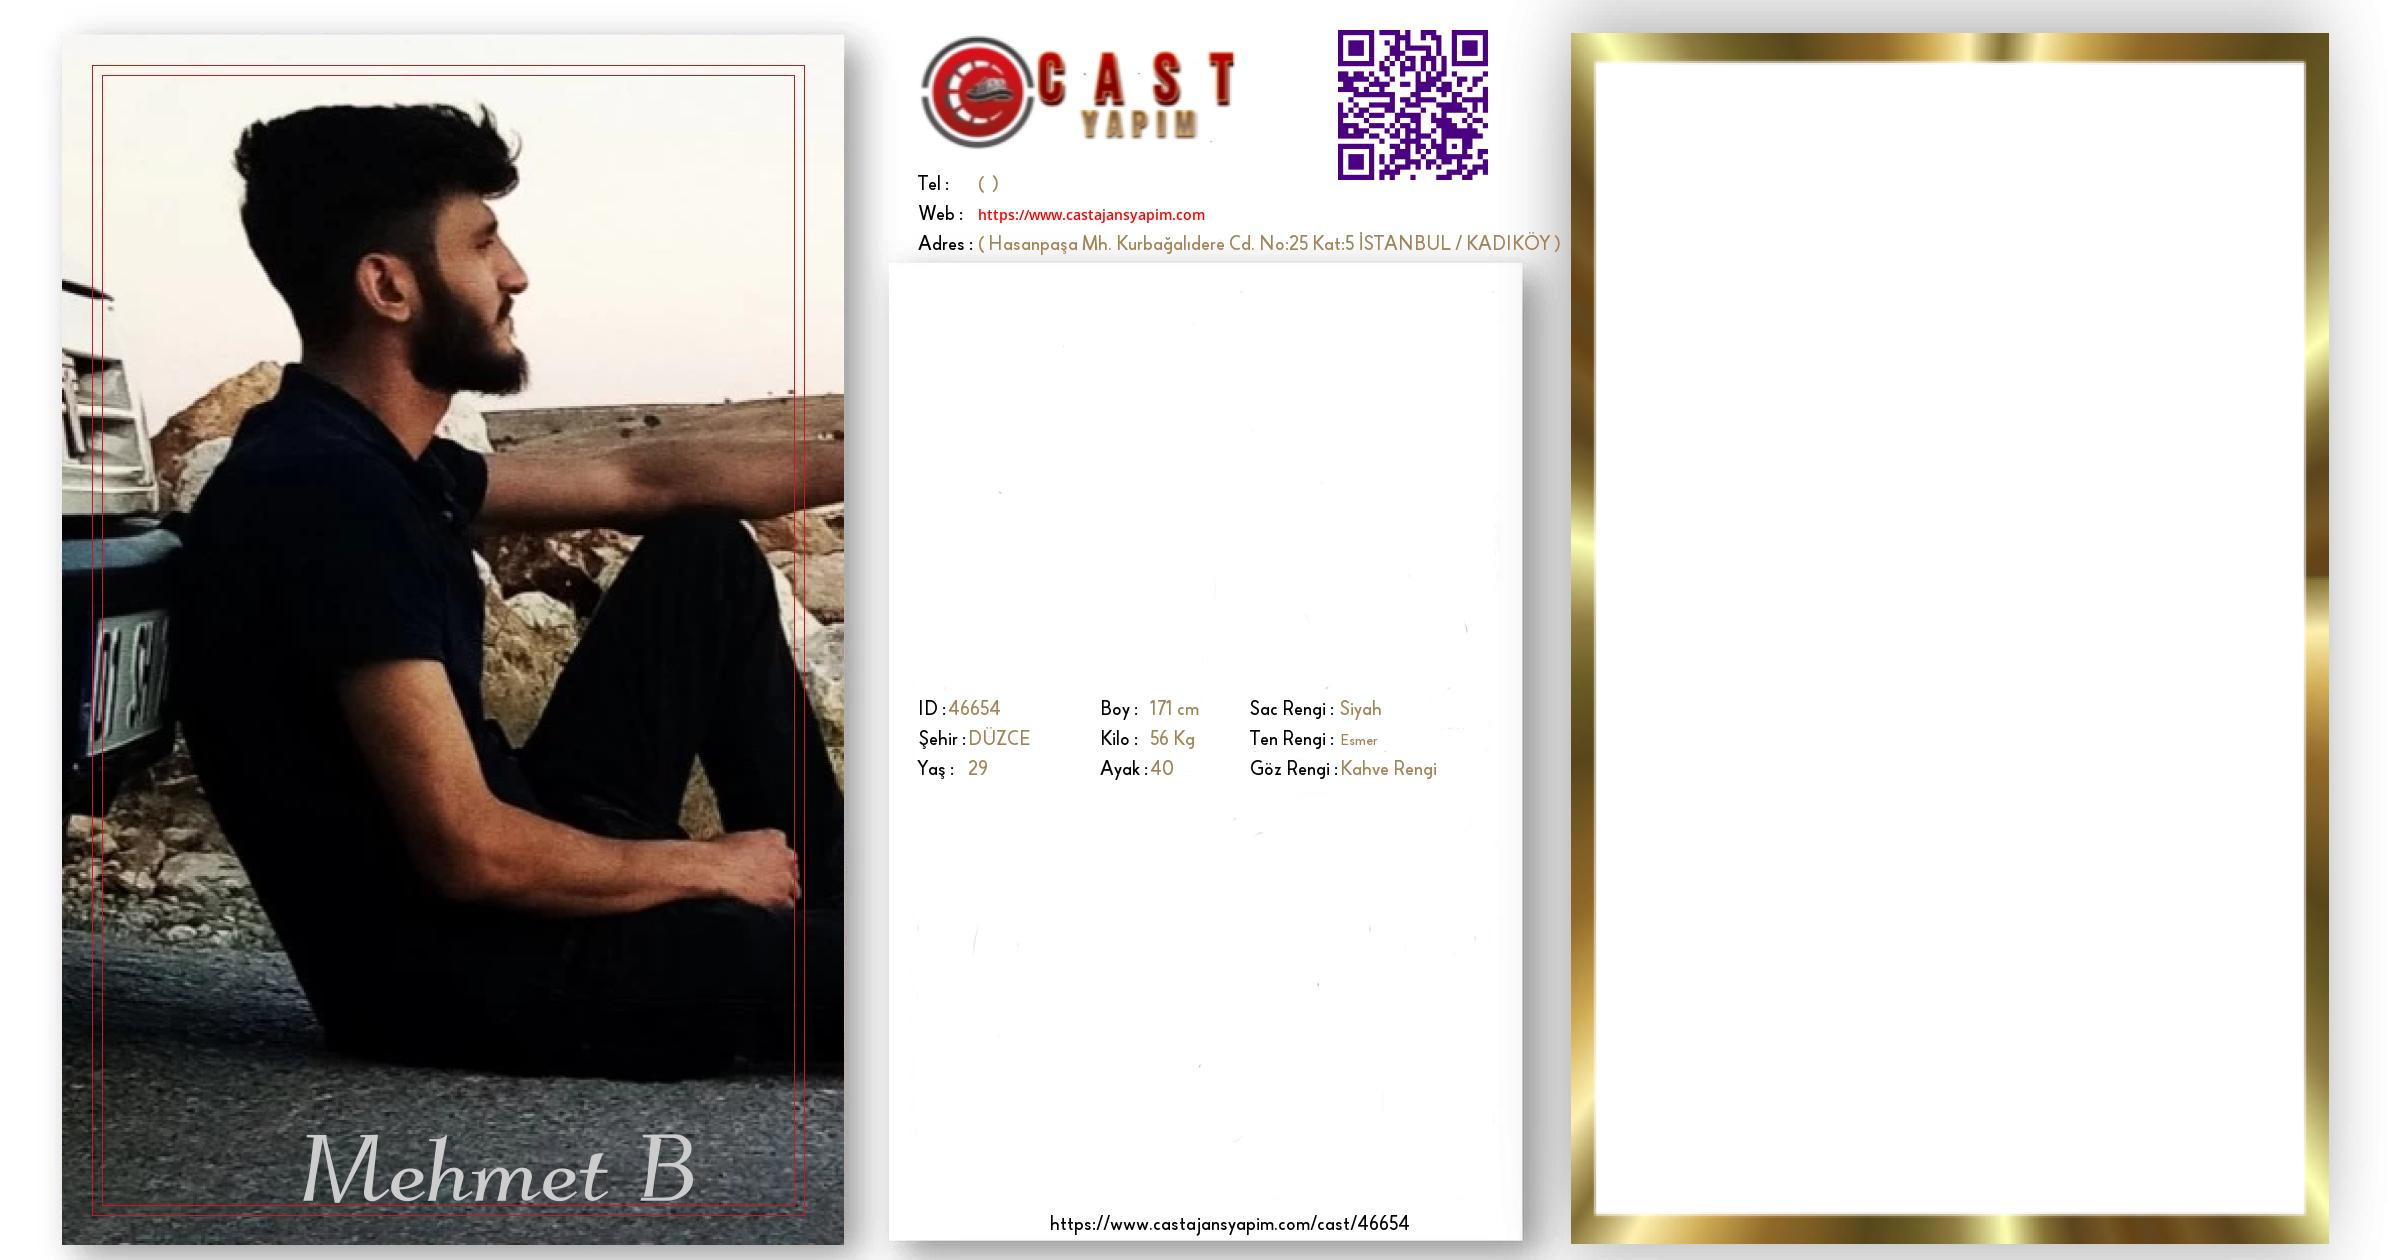 Mehmet B
CAST
YAPIM
Tel : ( )
Web : https://www.castajansyapim.com
Adres : ( Hasanpaşa Mh. Kurbağalıdere Cd. No:25 Kat:5 İSTANBUL / KADIKÖY )
ID : 46654 Boy : 171 cm Sac Rengi : Siyah
Şehir : DÜZCE Kilo : 56 Kg Ten Rengi : Esmer
Yaş : 29 Ayak : 40 Göz Rengi : Kahve Rengi
https://www.castajansyapim.com/cast/46654